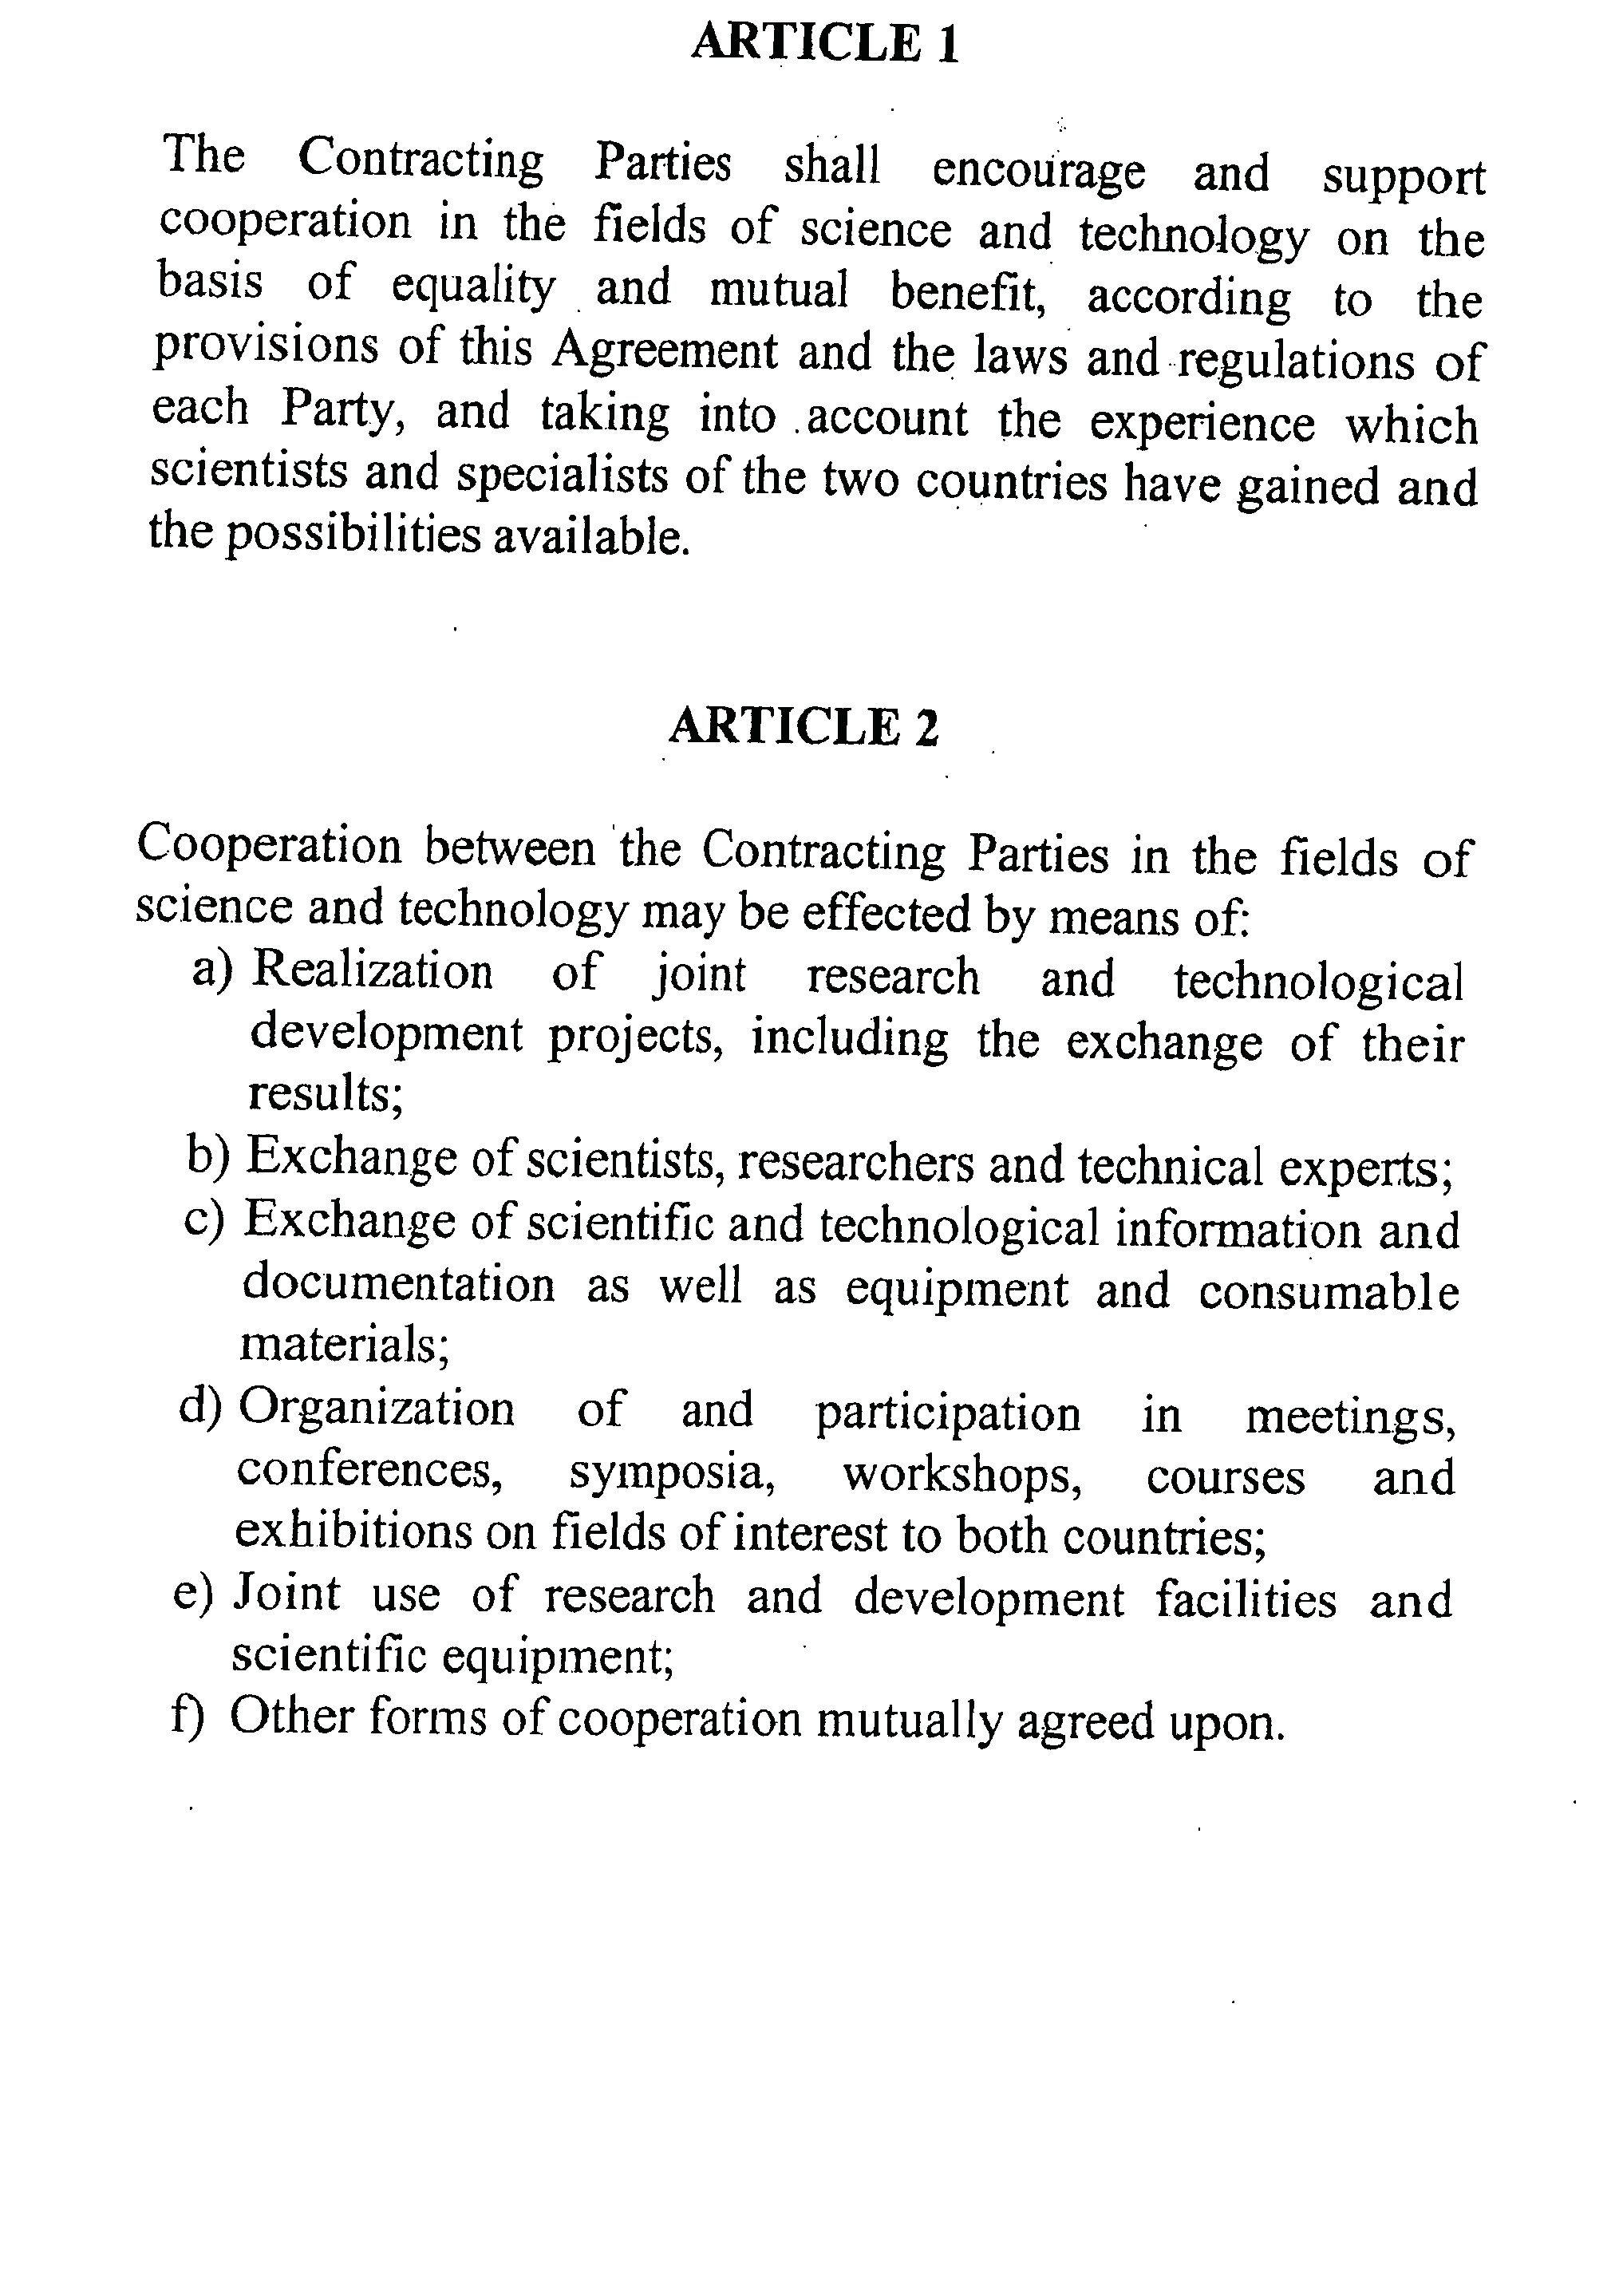 ARTICLE 1
The Contracting Parties shall encourage and support
cooperation in the fields of science and technology on the
basis of equality and mutual benefit, according to the
provisions of this Agreement and the laws and regulations of
each Party, and taking into account the experience which
scientists and specialists of the two countries have gained and
the possibilities available.
ARTICLE 2
Cooperation between the Contracting Parties in the fields of
science and technology may be effected by means of:
a) Realization of joint research and technological
development projects, including the exchange of their
results;
b) Exchange of scientists, researchers and technical experts;
c) Exchange of scientific and technological information and
documentation as well as equipment and consumable
materials;
d) Organization of and participation in meetings,
conferences, symposia, workshops, courses and
exhibitions on fields of interest to both countries;
e) Joint use of research and development facilities and
scientific equipment;
f) Other forms of cooperation mutually agreed upon.